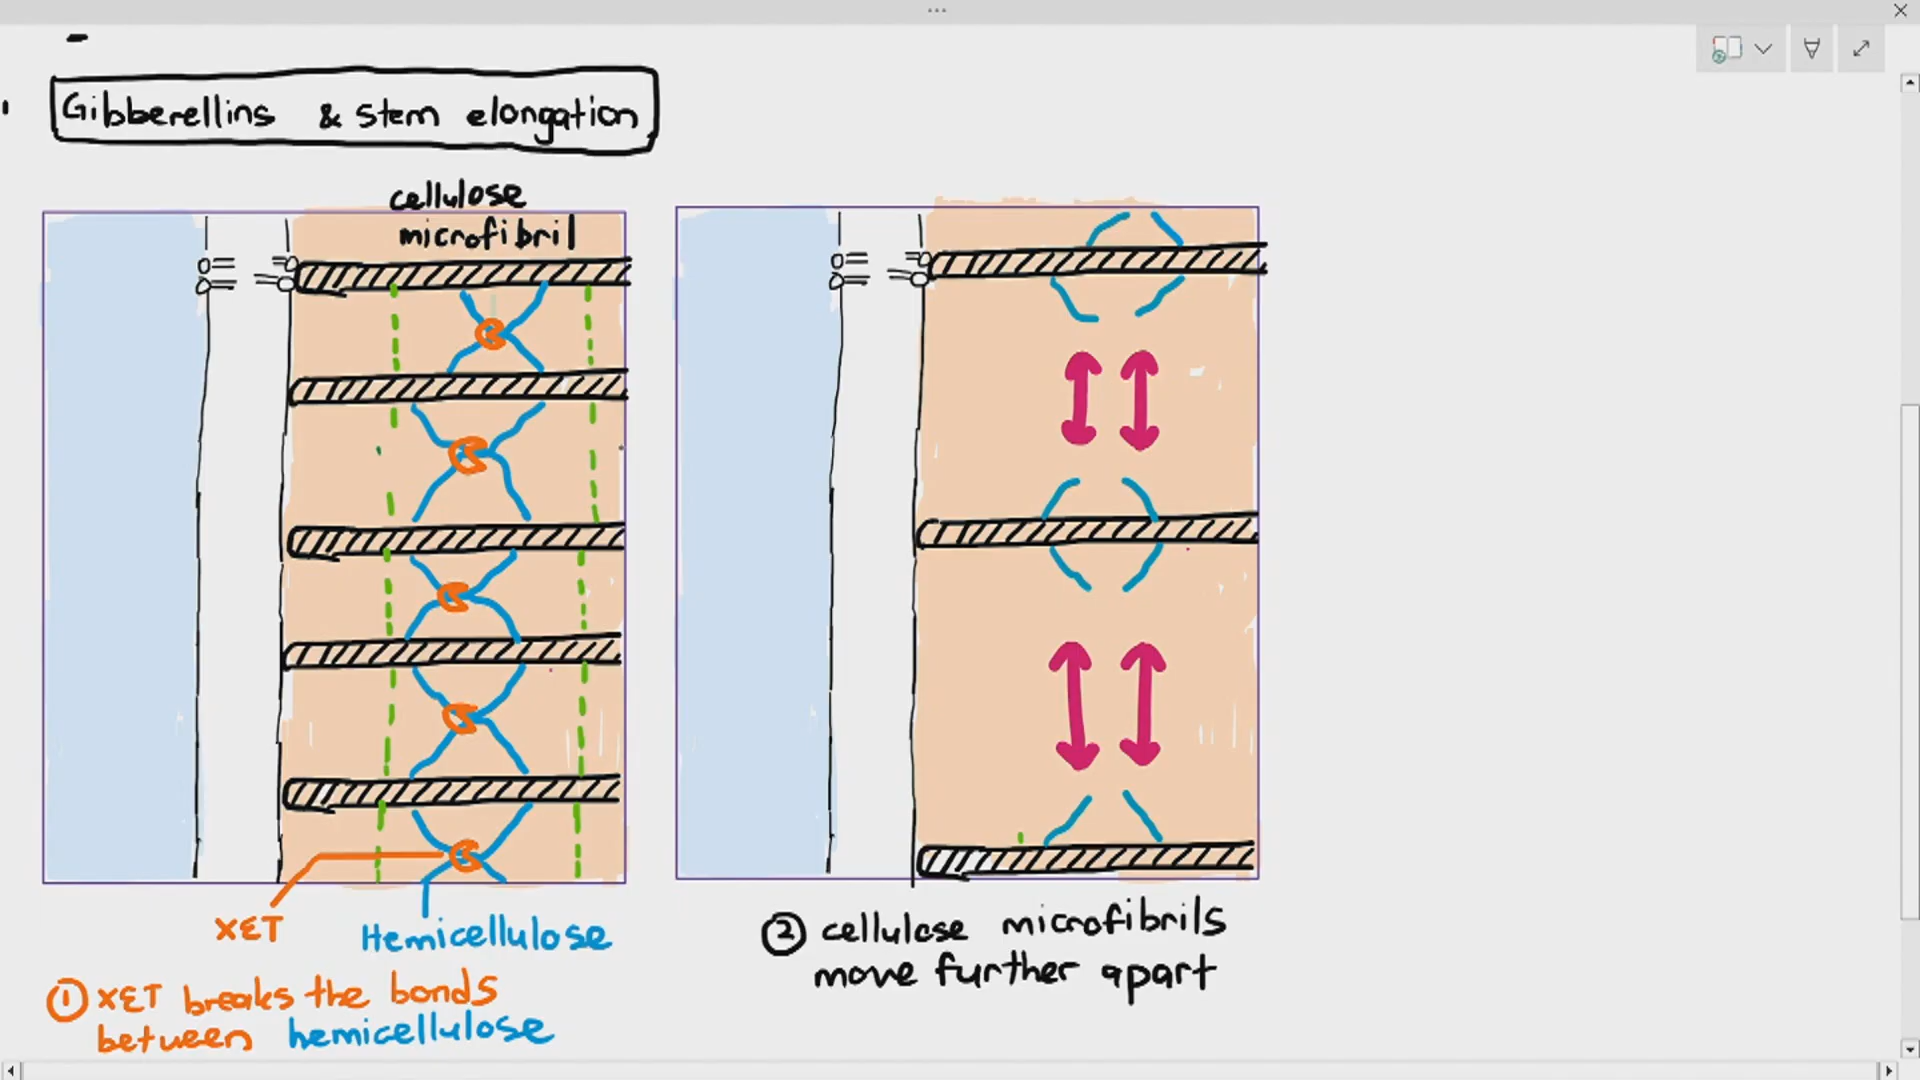 Gibberellins & stem elongation
cellulose
microfibril
XET
Hemicellulose
① XET breaks the bonds
between hemicellulose
② cellulose microfibrils
move further apart